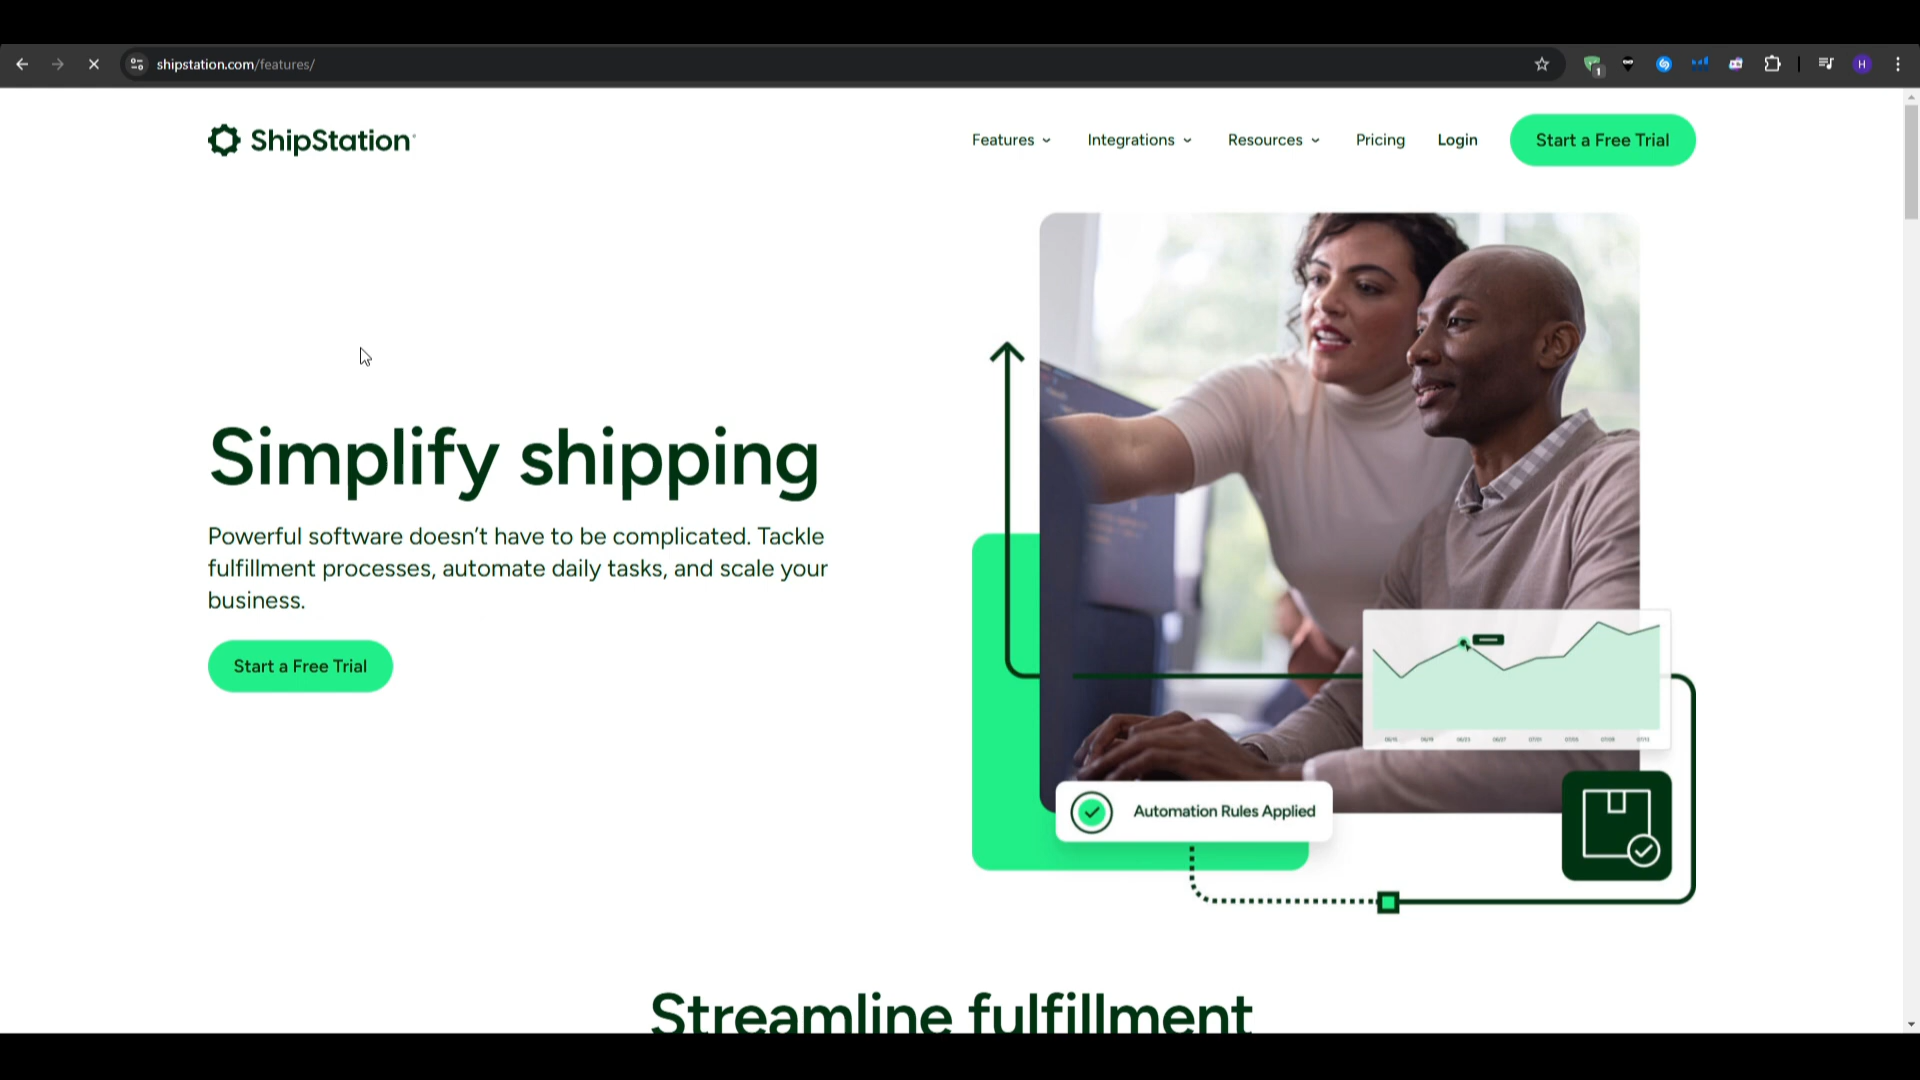 shipstation.com/features/
1
H
ShipStation
Features
Integrations
Resources
Pricing
Login
Start a Free Trial
Simplify shipping
Powerful software doesn’t have to be complicated. Tackle
fulfillment processes, automate daily tasks, and scale your
business.
Start a Free Trial
Automation Rules Applied
Streamline fulfillment